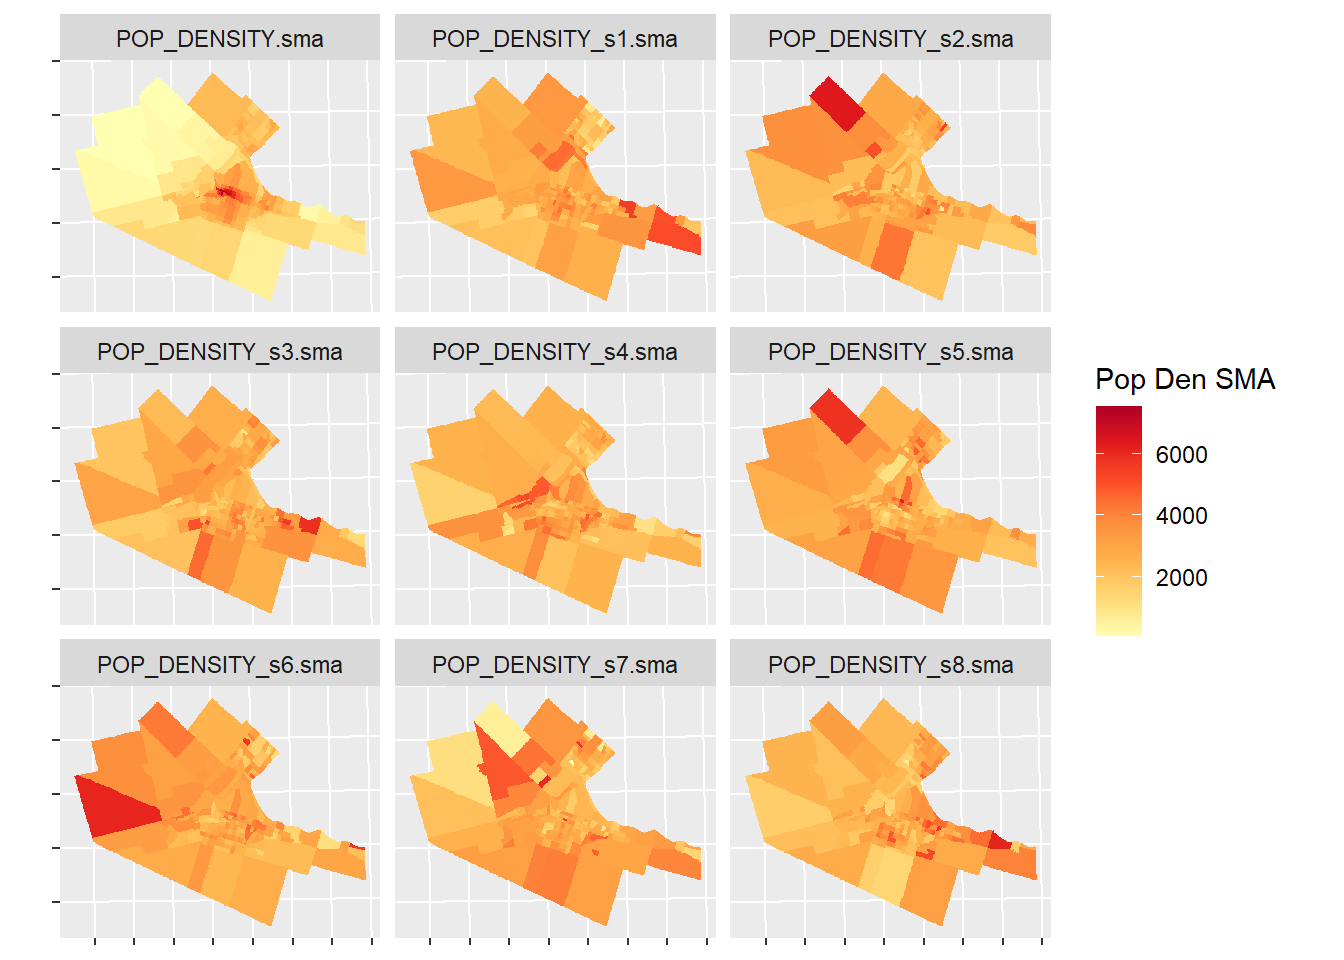 POP_DENSITY.sma
POP_DENSITY_s1.sma
POP_DENSITY_s2.sma
POP_DENSITY_s3.sma
POP_DENSITY_s4.sma
POP_DENSITY_s5.sma
Pop Den SMA
6000
4000
2000
POP_DENSITY_s6.sma
POP_DENSITY_s7.sma
POP_DENSITY_s8.sma